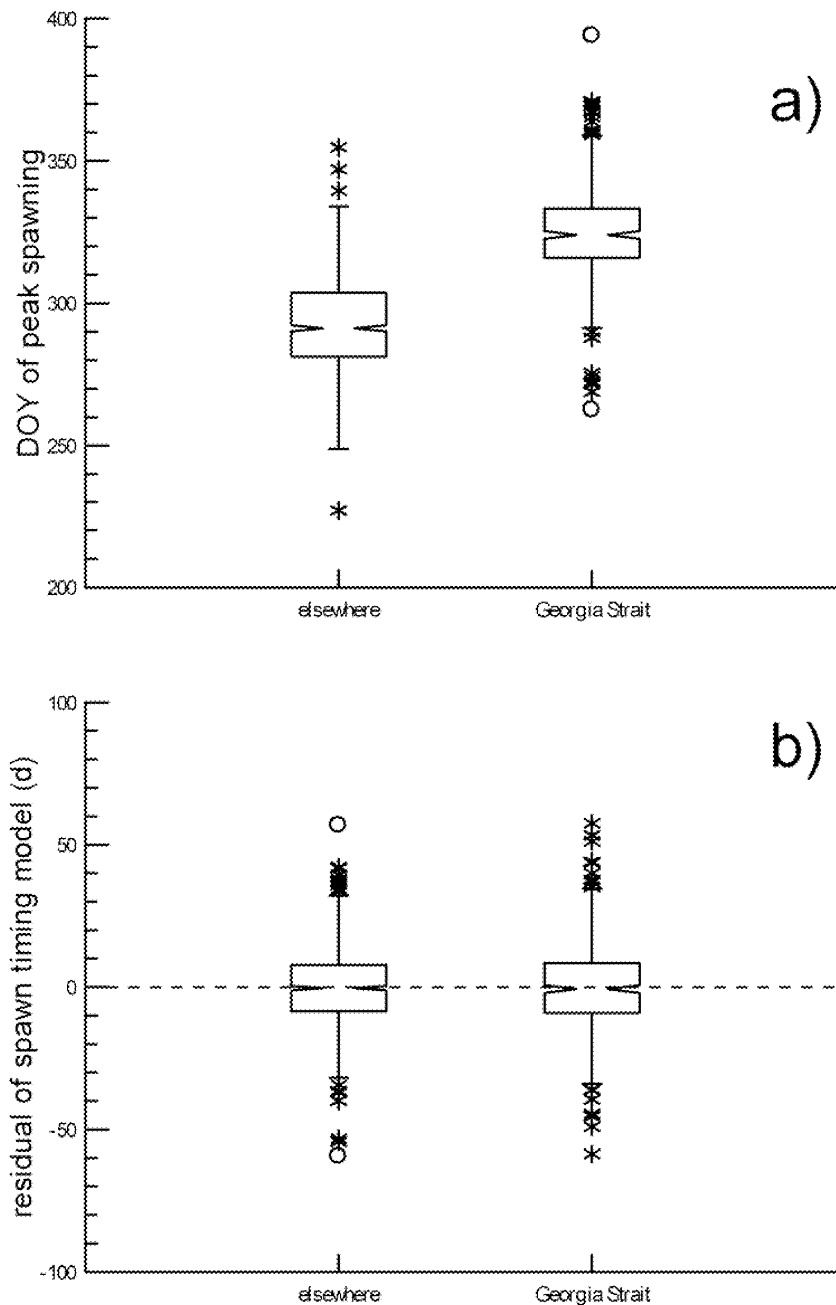 400
a)
350
DOY of peak spawning
300
250
200
elsewhere
Georgia Strait
100
b)
residual of spawn timing model (d)
50
0
-50
-100
elsewhere
Georgia Strait